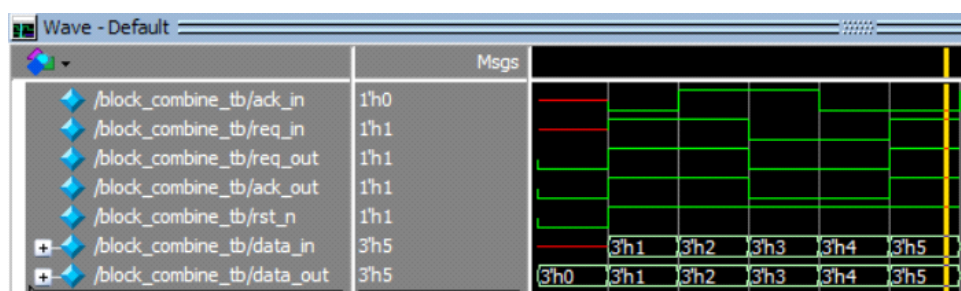 Wave - Default
Msgs
/block_combine_tb/ack_in 1'h0
/block_combine_tb/req_in 1'h1
/block_combine_tb/req_out 1'h1
/block_combine_tb/ack_out 1'h1
/block_combine_tb/rst_n 1'h1
/block_combine_tb/data_in 3'h5 3'h1 3'h2 3'h3 3'h4 3'h5
/block_combine_tb/data_out 3'h5 3'h0 3'h1 3'h2 3'h3 3'h4 3'h5